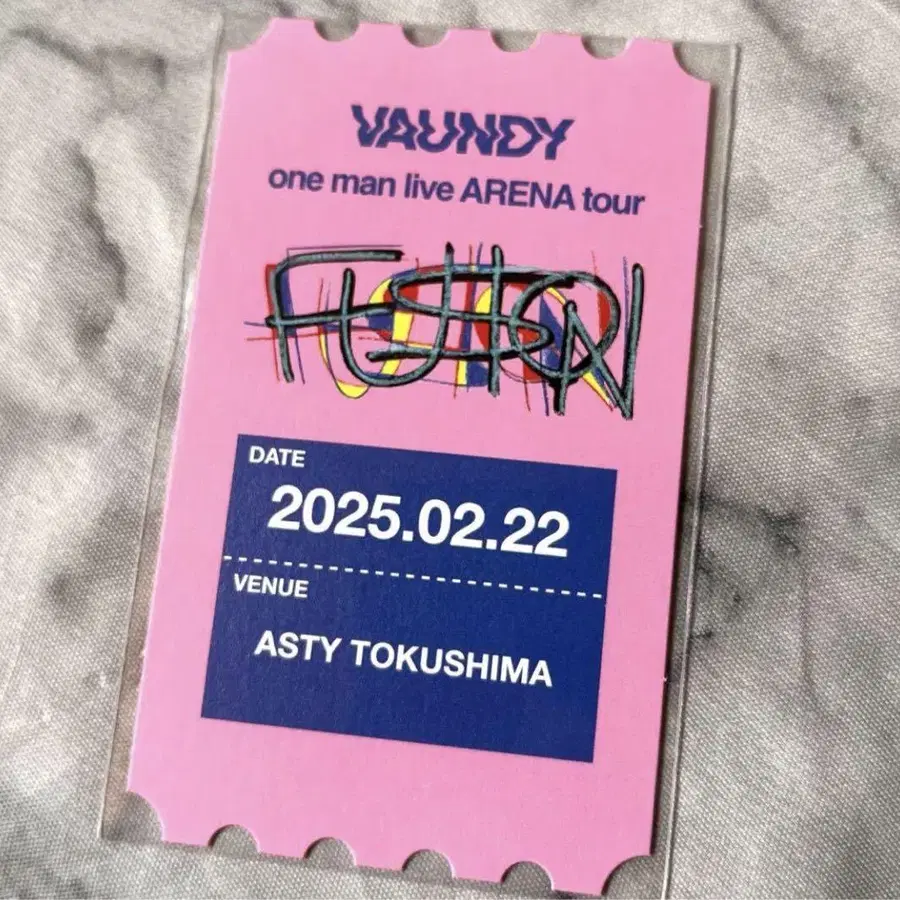 VAUNDY
one man live ARENA tour
FUSION
DATE
2025.02.22
VENUE
ASTY TOKUSHIMA